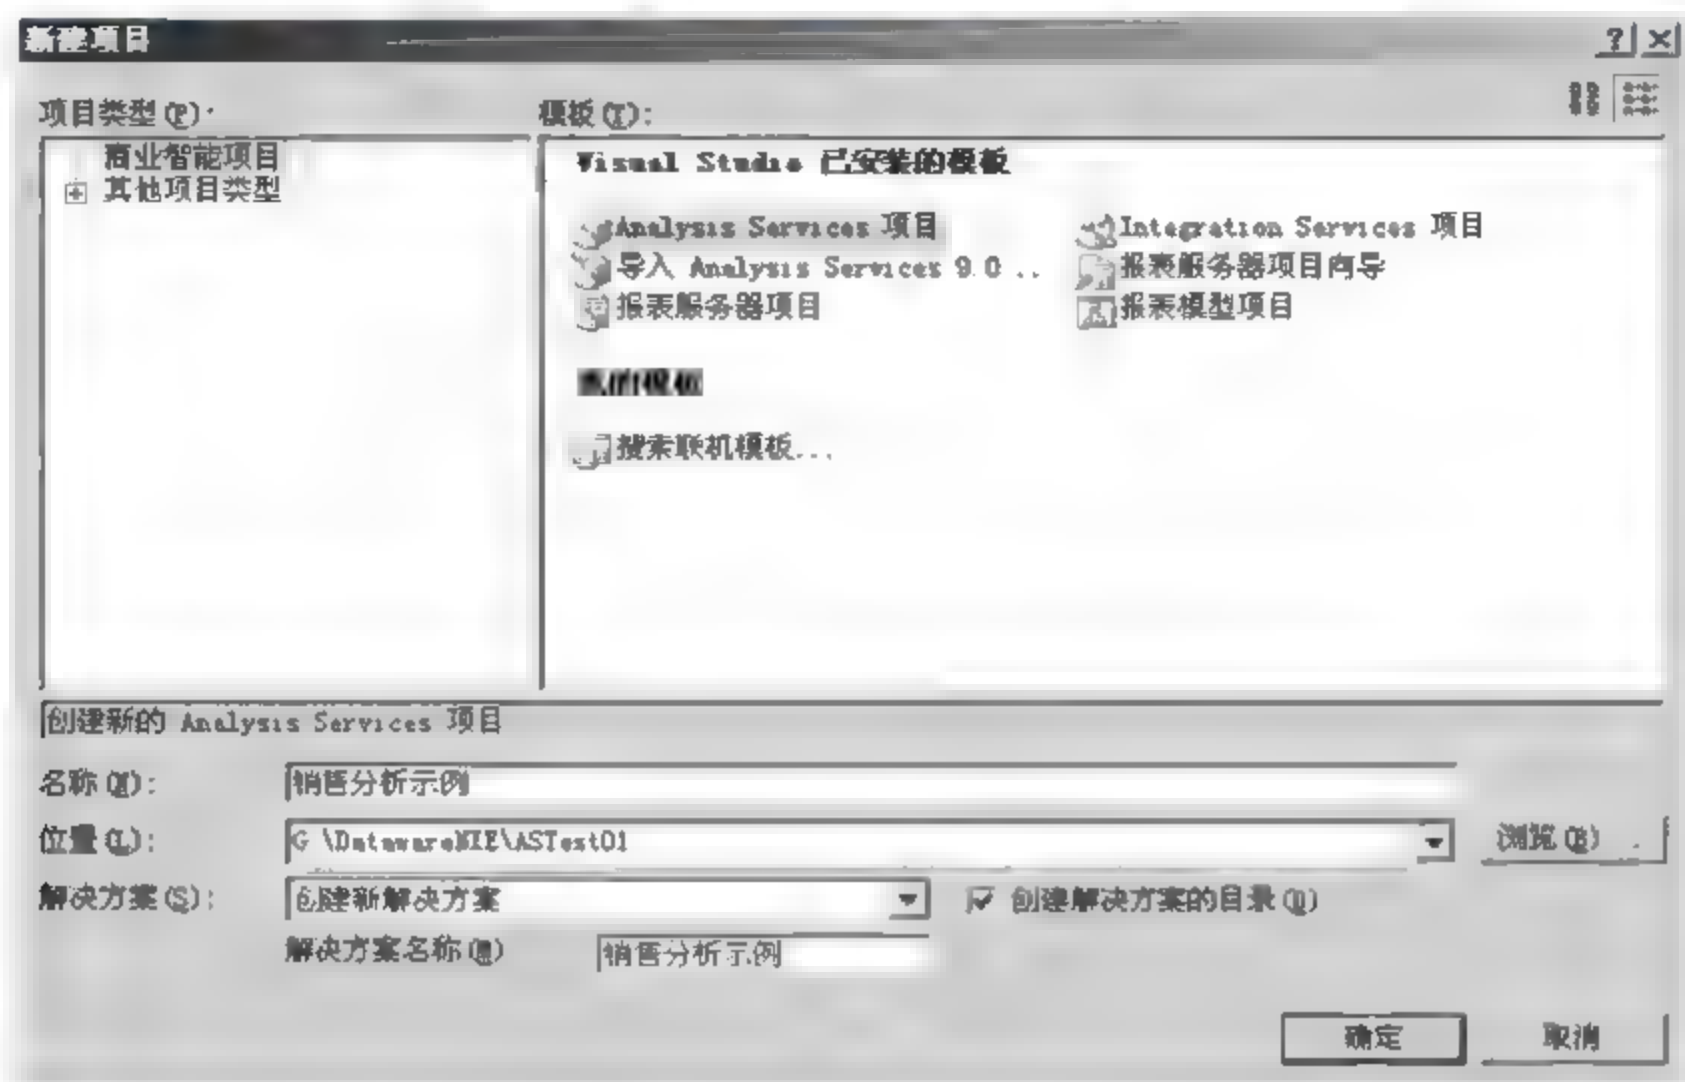 新建项目
项目类型(P):
模板(T):
商业智能项目
其他项目类型
Visual Studio 已安装的模板
Analysis Services 项目
Integration Services 项目
导入 Analysis Services 9.0 ..
报表服务器项目向导
报表服务器项目
报表模型项目
我的模板
搜索联机模板...
创建新的 Analysis Services 项目
名称(N):
销售分析示例
位置(L):
G:\DatawareMIE\ASTest01
浏览(B)...
解决方案(S):
创建新解决方案
创建解决方案的目录(D)
解决方案名称(M)
销售分析示例
确定
取消